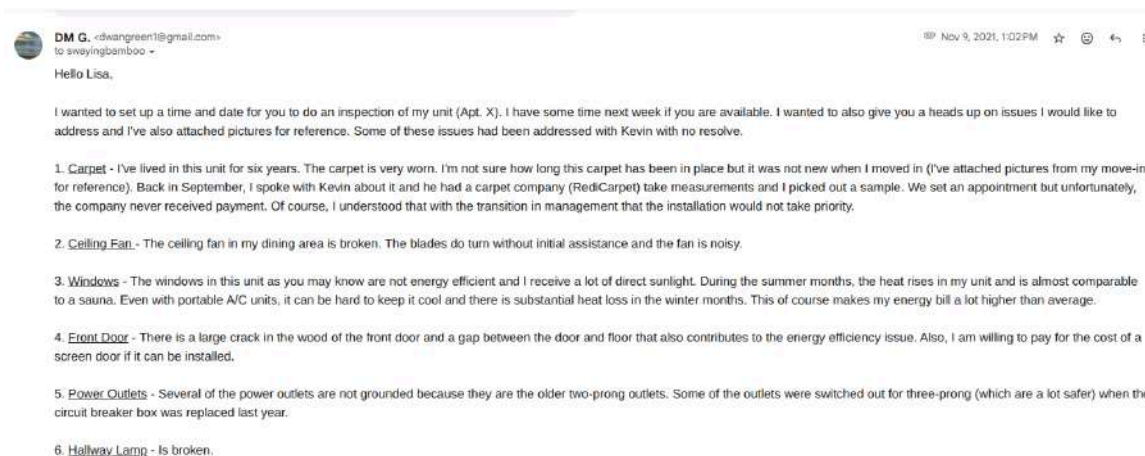 DM G. <dwangreen1@gmail.com>
Nov 9, 2021, 1:02 PM
to swayingbamboo
Hello Lisa,
I wanted to set up a time and date for you to do an inspection of my unit (Apt. X). I have some time next week if you are available. I wanted to also give you a heads up on issues I would like to
address and I've also attached pictures for reference. Some of these issues had been addressed with Kevin with no resolve.
1. Carpet - I've lived in this unit for six years. The carpet is very worn. I'm not sure how long this carpet has been in place but it was not new when I moved in (I've attached pictures from my move-in
for reference). Back in September, I spoke with Kevin about it and he had a carpet company (RediCarpet) take measurements and I picked out a sample. We set an appointment but unfortunately,
the company never received payment. Of course, I understood that with the transition in management that the installation would not take priority.
2. Ceiling Fan - The ceiling fan in my dining area is broken. The blades do turn without initial assistance and the fan is noisy.
3. Windows - The windows in this unit as you may know are not energy efficient and I receive a lot of direct sunlight. During the summer months, the heat rises in my unit and is almost comparable
to a sauna. Even with portable A/C units, it can be hard to keep it cool and there is substantial heat loss in the winter months. This of course makes my energy bill a lot higher than average.
4. Front Door - There is a large crack in the wood of the front door and a gap between the door and floor that also contributes to the energy efficiency issue. Also, I am willing to pay for the cost of a
screen door if it can be installed.
5. Power Outlets - Several of the power outlets are not grounded because they are the older two-prong outlets. Some of the outlets were switched out for three-prong (which are a lot safer) when the
circuit breaker box was replaced last year.
6. Hallway Lamp - Is broken.